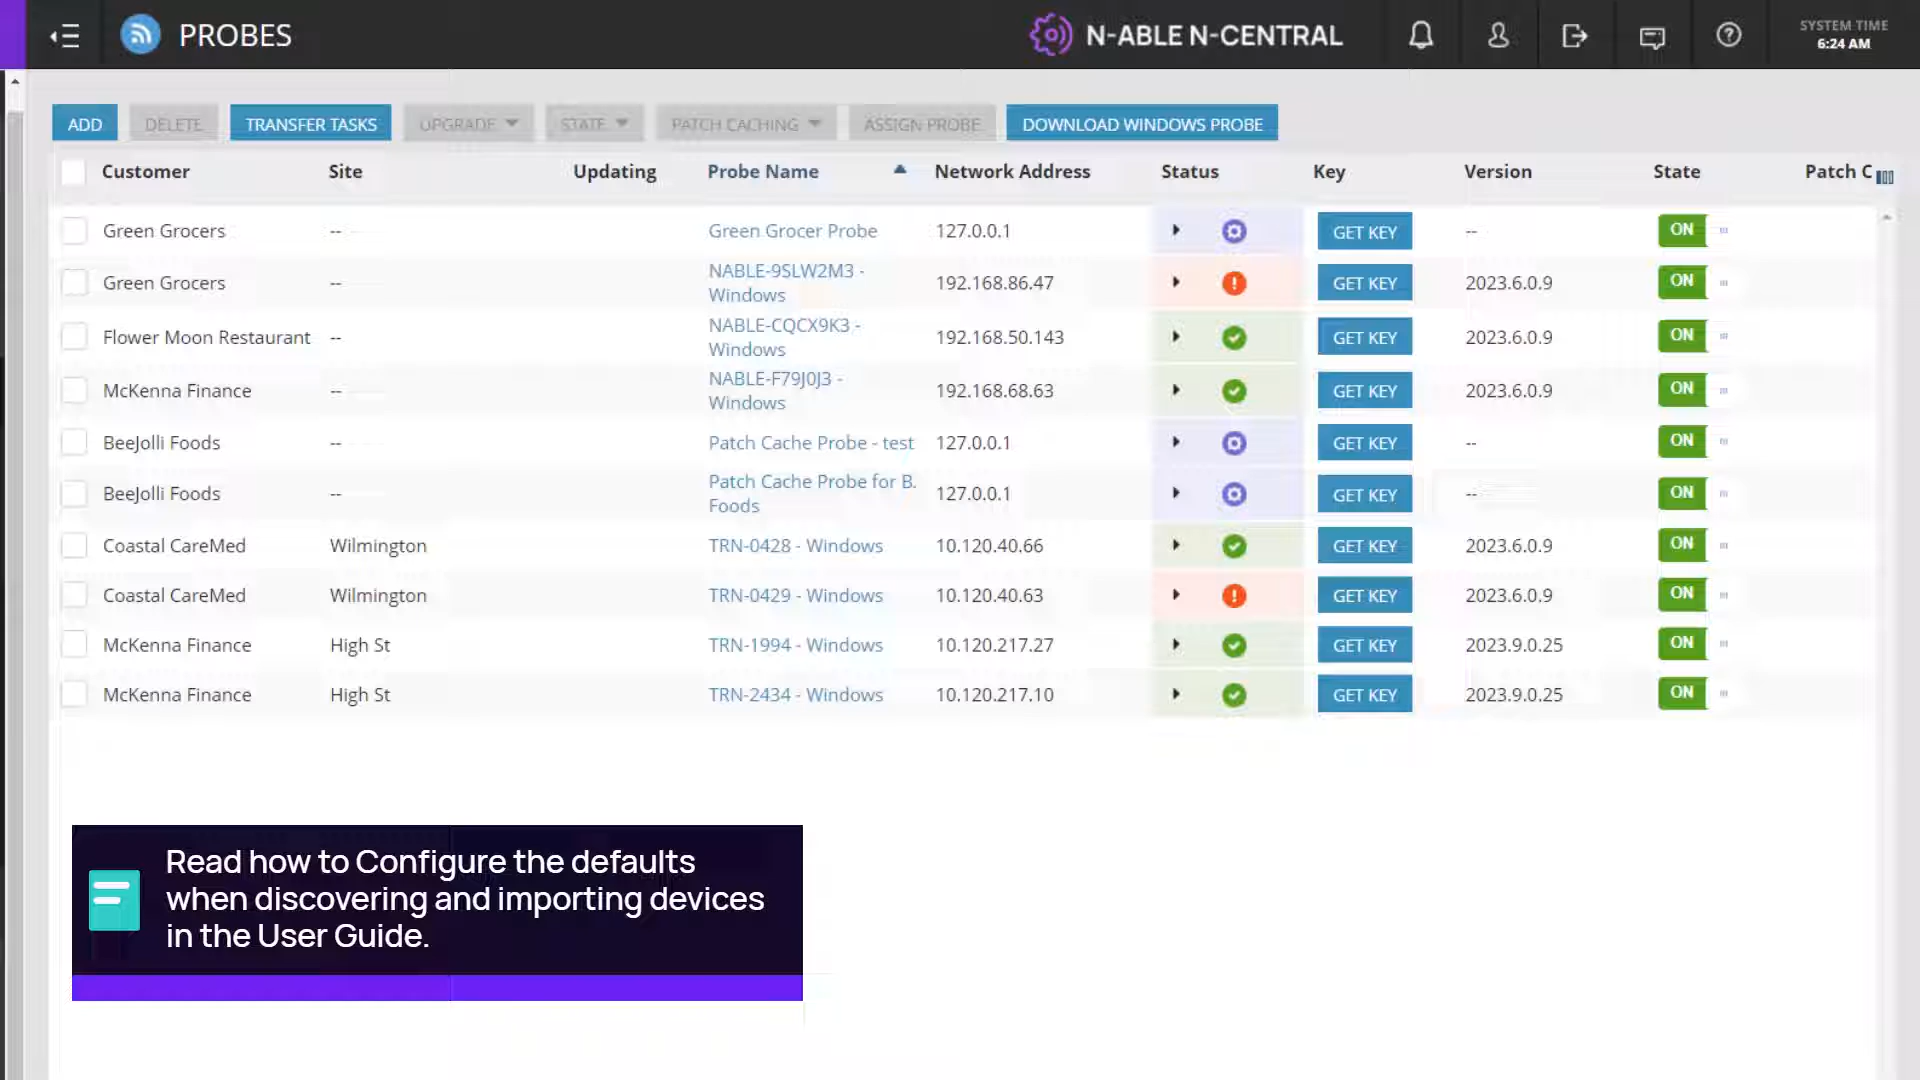 PROBES
N-ABLE N-CENTRAL
SYSTEM TIME
6:24 AM
ADD DELETE TRANSFER TASKS UPGRADE STATE PATCH CACHING ASSIGN PROBE DOWNLOAD WINDOWS PROBE
Customer Site Updating Probe Name Network Address Status Key Version State Patch C
Green Grocers -- Green Grocer Probe 127.0.0.1 GET KEY -- ON
Green Grocers -- NABLE-9SLW2M3 -
Windows 192.168.86.47 GET KEY 2023.6.0.9 ON
Flower Moon Restaurant -- NABLE-CQCX9K3 -
Windows 192.168.50.143 GET KEY 2023.6.0.9 ON
McKenna Finance -- NABLE-F79J0J3 -
Windows 192.168.68.63 GET KEY 2023.6.0.9 ON
BeeJolli Foods -- Patch Cache Probe - test 127.0.0.1 GET KEY -- ON
BeeJolli Foods -- Patch Cache Probe for B.
Foods 127.0.0.1 GET KEY -- ON
Coastal CareMed Wilmington TRN-0428 - Windows 10.120.40.66 GET KEY 2023.6.0.9 ON
Coastal CareMed Wilmington TRN-0429 - Windows 10.120.40.63 GET KEY 2023.6.0.9 ON
McKenna Finance High St TRN-1994 - Windows 10.120.217.27 GET KEY 2023.9.0.25 ON
McKenna Finance High St TRN-2434 - Windows 10.120.217.10 GET KEY 2023.9.0.25 ON
Read how to Configure the defaults
when discovering and importing devices
in the User Guide.